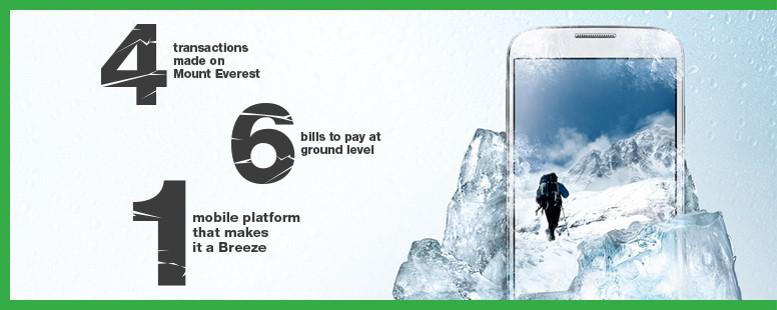 4
transactions
made on
Mount Everest
6
bills to pay at
ground level
1
mobile platform
that makes
it a Breeze